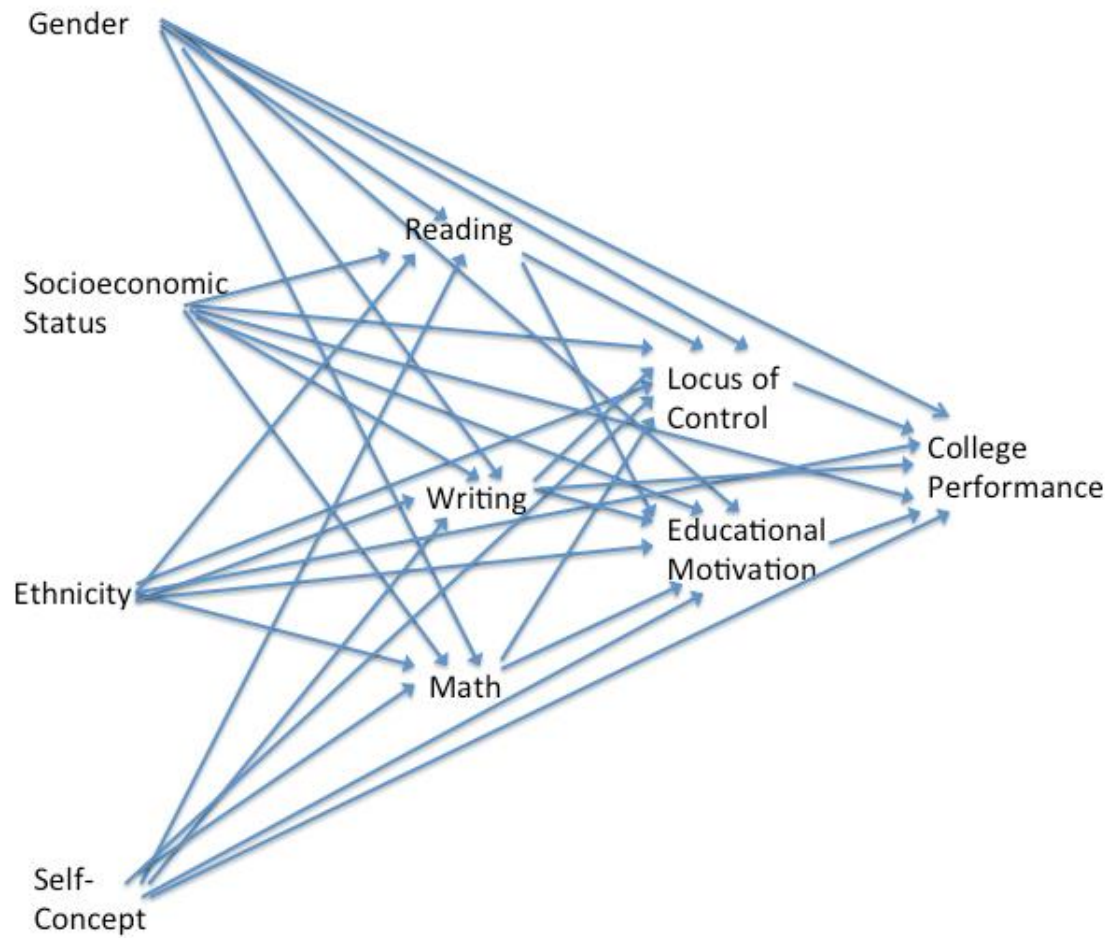 Gender
Reading
Socioeconomic
Status
Locus of
Control
College
Performance
Writing
Educational
Motivation
Ethnicity
Math
Self-
Concept